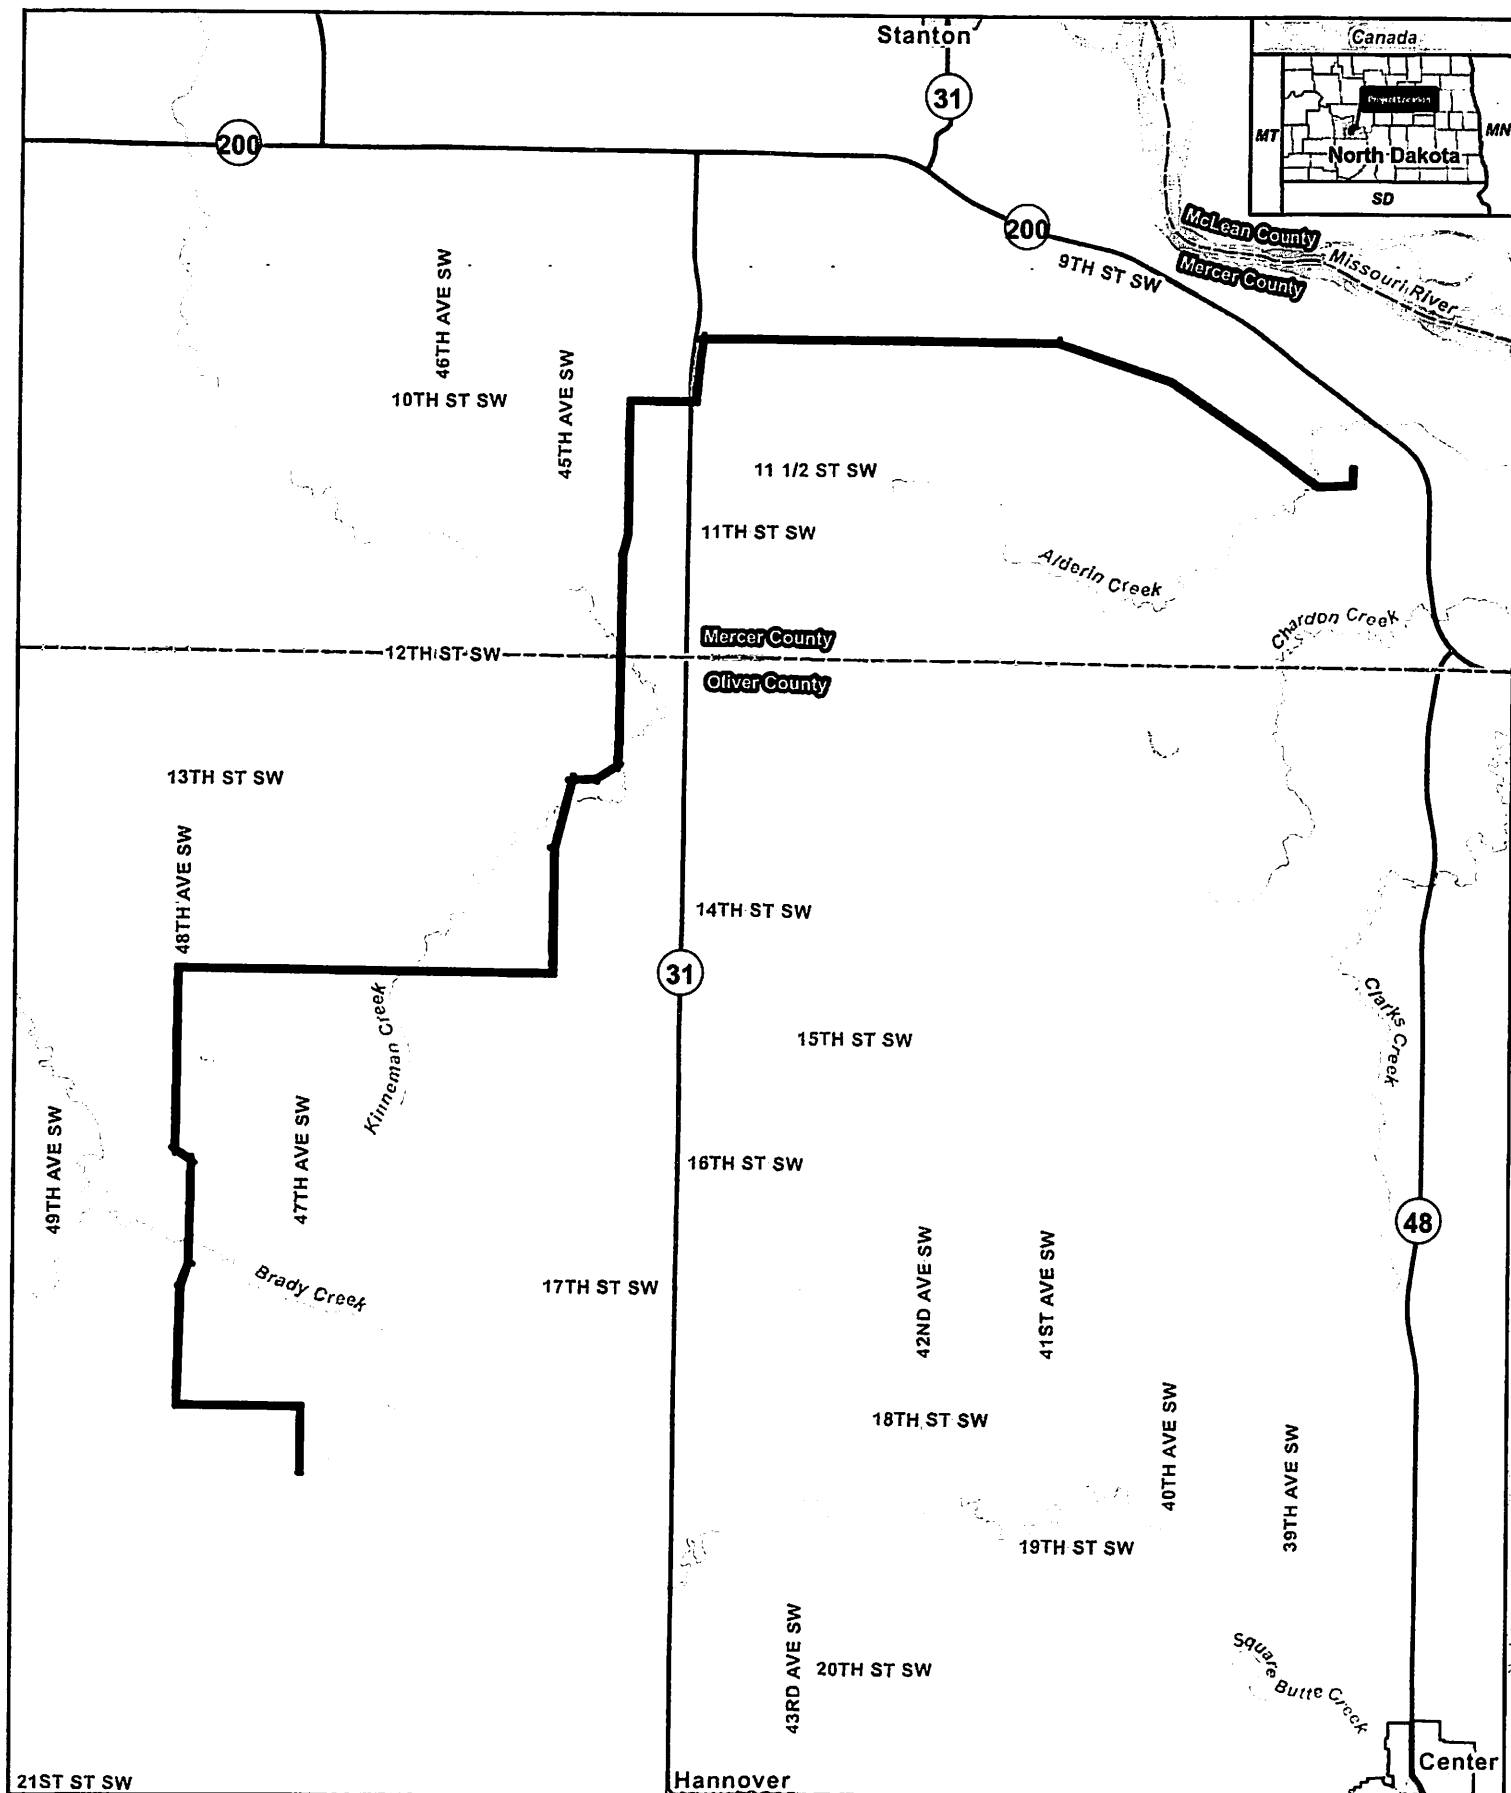 Stanton
Canada
31
Project Location
MT
MN
North Dakota
SD
200
200
McLean County
Mercer County
Missouri River
9TH ST SW
46TH AVE SW
45TH AVE SW
10TH ST SW
11 1/2 ST SW
11TH ST SW
Alderin Creek
Chardon Creek
Mercer County
12TH ST SW
Oliver County
13TH ST SW
48TH AVE SW
14TH ST SW
31
Kinneman Creek
Clarks Creek
15TH ST SW
49TH AVE SW
47TH AVE SW
16TH ST SW
48
Brady Creek
17TH ST SW
42ND AVE SW
41ST AVE SW
18TH ST SW
40TH AVE SW
39TH AVE SW
19TH ST SW
43RD AVE SW
20TH ST SW
Square Butte Creek
Center
21ST ST SW
Hannover